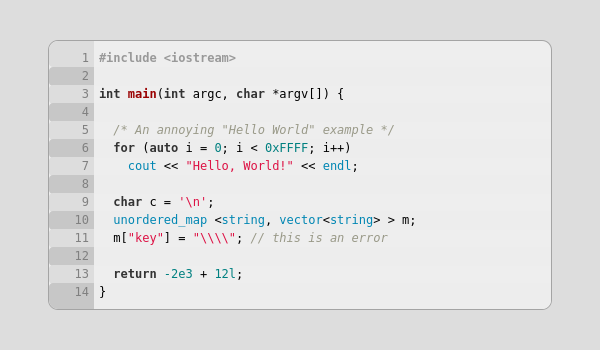 1 #include <iostream>
2
3 int main(int argc, char *argv[]) {
4
5   /* An annoying "Hello World" example */
6   for (auto i = 0; i < 0xFFFF; i++)
7     cout << "Hello, World!" << endl;
8
9   char c = '\n';
10   unordered_map <string, vector<string> > m;
11   m["key"] = "\\\\"; // this is an error
12
13   return -2e3 + 12l;
14 }